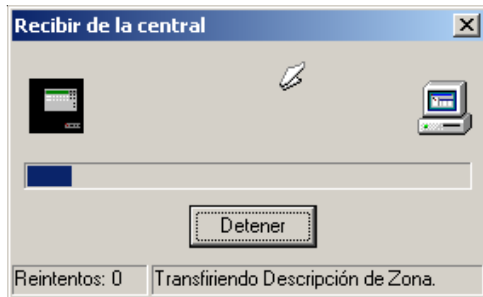 Recibir de la central
Detener
Reintentos: 0
Transfiriendo Descripción de Zona.